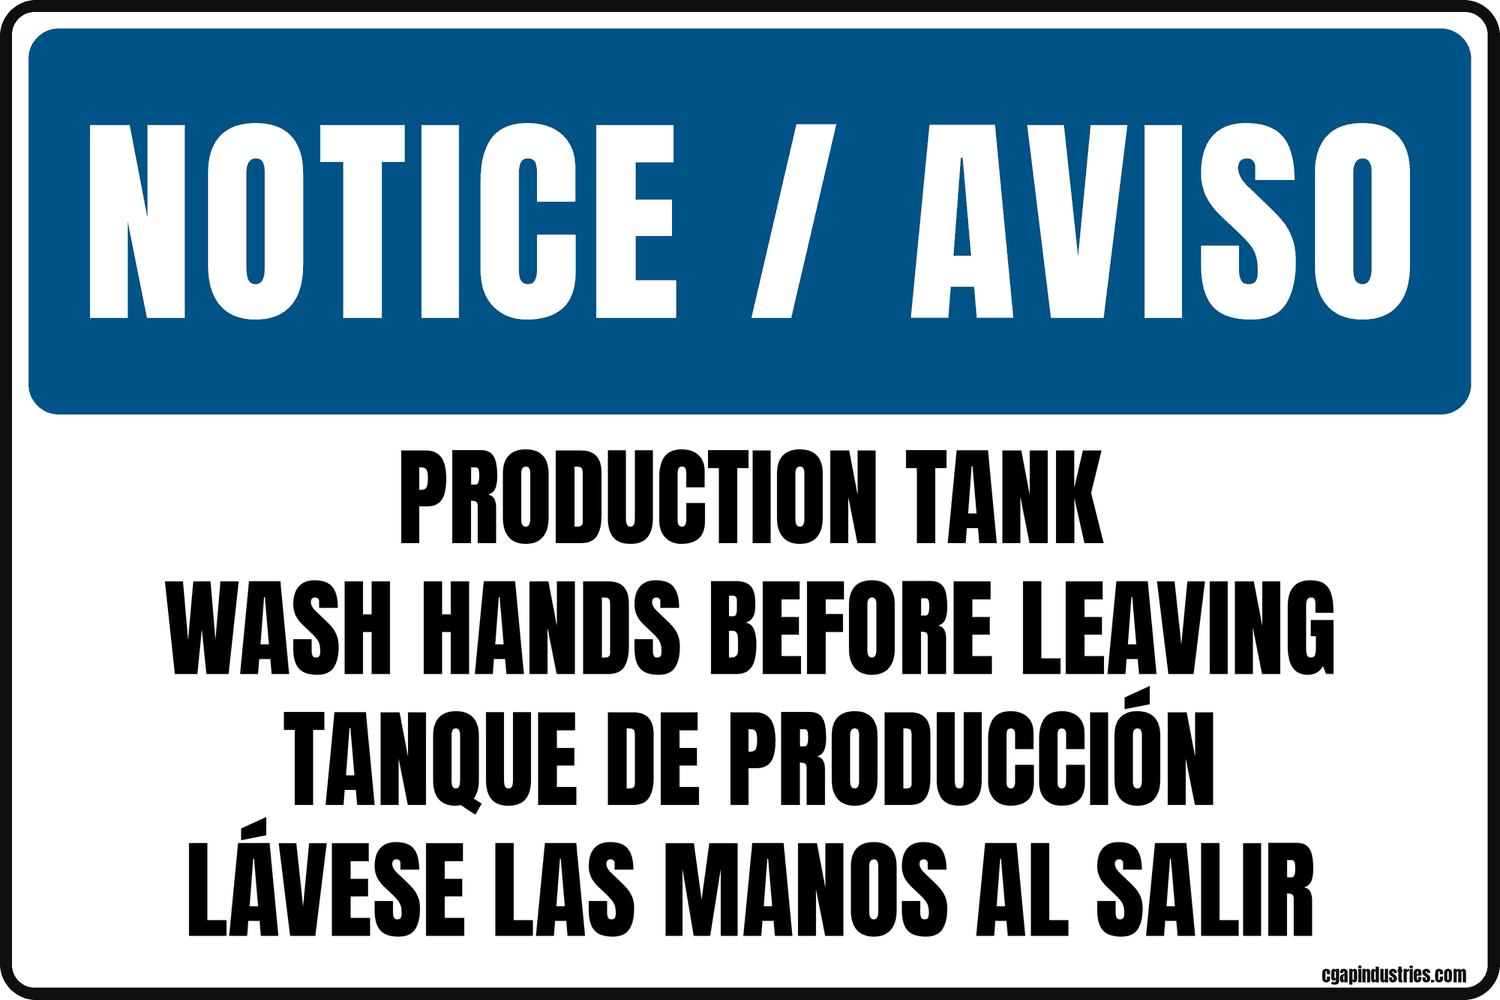 NOTICE / AVISO
PRODUCTION TANK
WASH HANDS BEFORE LEAVING
TANQUE DE PRODUCCIÓN
LÁVESE LAS MANOS AL SALIR
cgapindustries.com